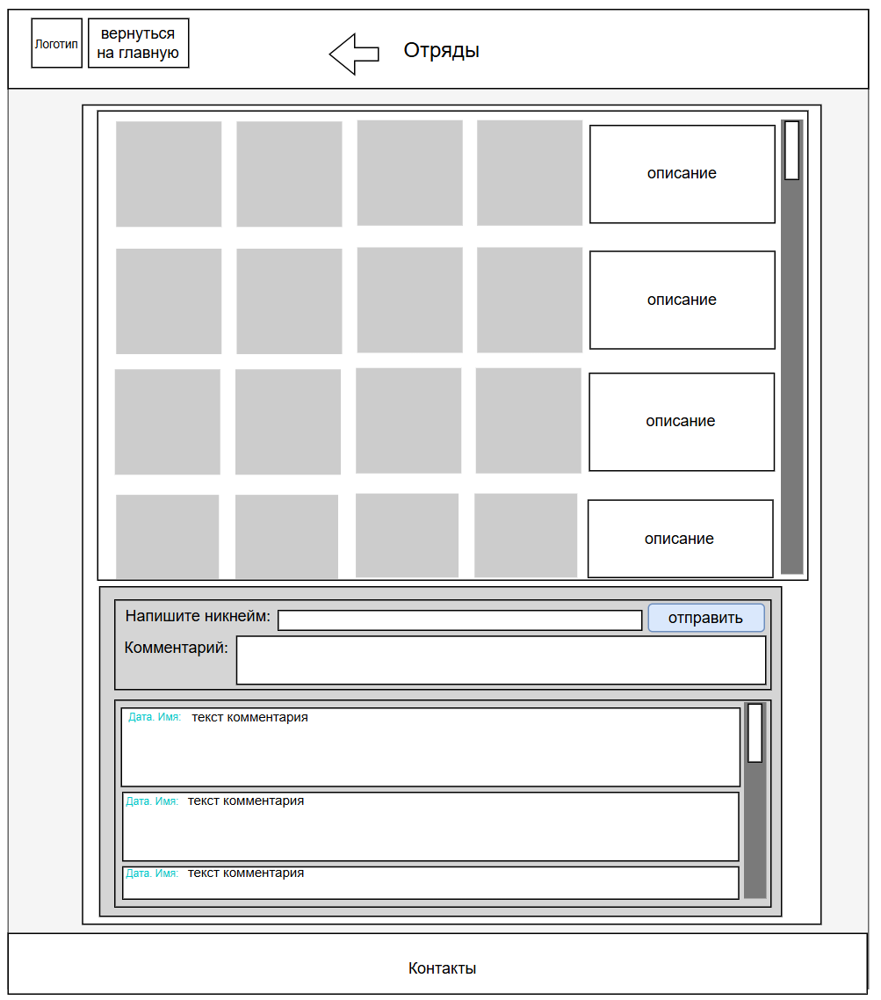 Логотип
вернуться
на главную
Отряды
описание
описание
описание
описание
Напишите никнейм:
отправить
Комментарий:
Дата. Имя: текст комментария
Дата. Имя: текст комментария
Дата. Имя: текст комментария
Контакты